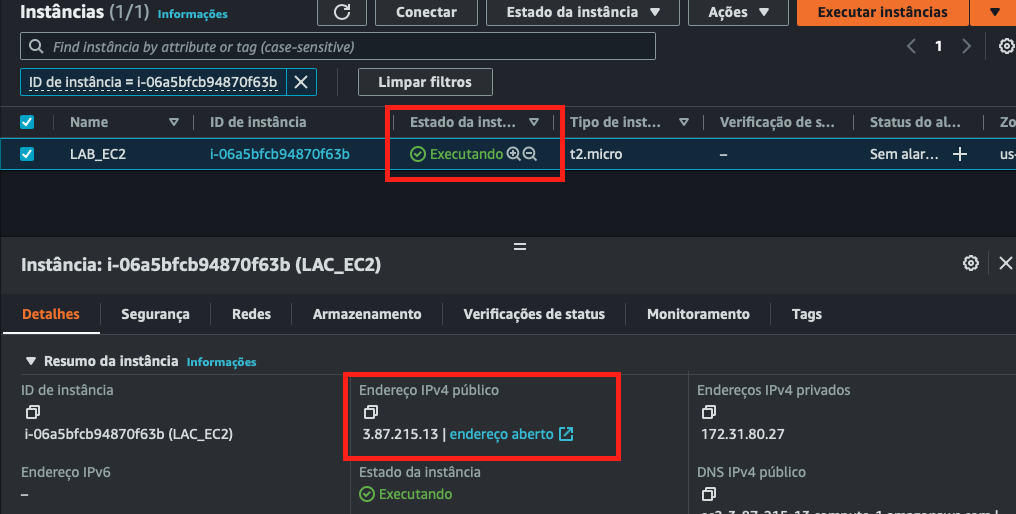 Instâncias (1/1) Informações Conectar Estado da instância Ações Executar instâncias
Find instância by attribute or tag (case-sensitive) 1
ID de instância = i-06a5bfcb94870f63b Limpar filtros
Name ID de instância Estado da inst... Tipo de inst... Verificação de s... Status do al... Zo
LAB_EC2 i-06a5bfcb94870f63b Executando t2.micro – Sem alar... us-
Instância: i-06a5bfcb94870f63b (LAC_EC2)
Detalhes Segurança Redes Armazenamento Verificações de status Monitoramento Tags
Resumo da instância Informações
ID de instância Endereço IPv4 público Endereços IPv4 privados
i-06a5bfcb94870f63b (LAC_EC2) 3.87.215.13 | endereço aberto 172.31.80.27
Endereço IPv6 Estado da instância DNS IPv4 público
– Executando